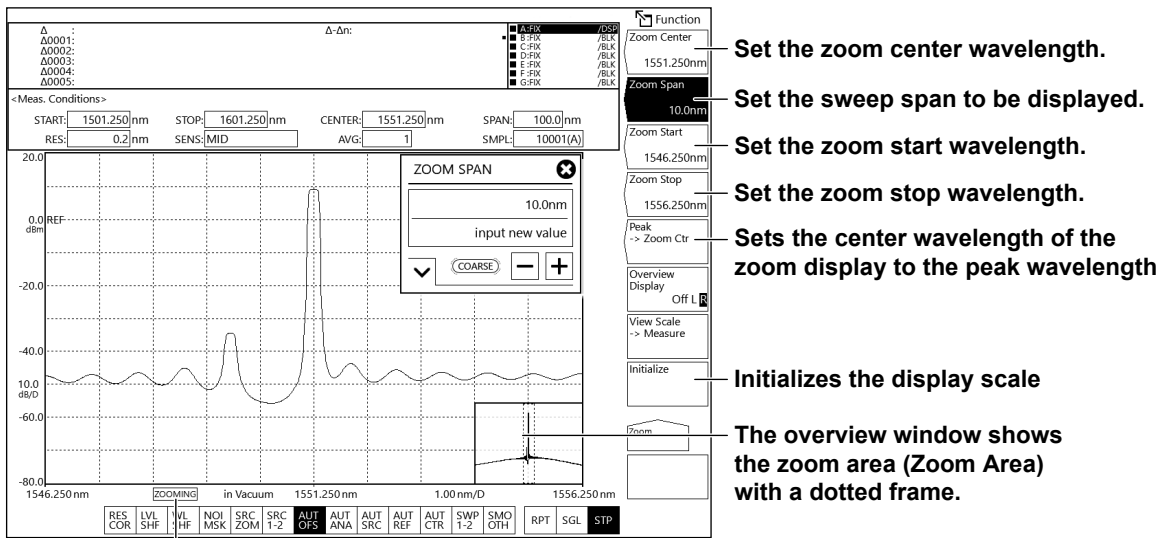 Function
Δ :
Δ0001:
Δ0002:
Δ0003:
Δ0004:
Δ0005:
Δ-Δn:
A:FIX /DSP
B:FIX /BLK
C:FIX /BLK
D:FIX /BLK
E:FIX /BLK
F:FIX /BLK
G:FIX /BLK
<Meas. Conditions>
START: 1501.250 nm STOP: 1601.250 nm CENTER: 1551.250 nm SPAN: 100.0 nm
RES: 0.2 nm SENS: MID AVG: 1 SMPL: 10001(A)
20.0
0.0 REF
dBm
-20.0
-40.0
10.0
dB/D
-60.0
-80.0
ZOOM SPAN
10.0nm
input new value
COARSE
1546.250 nm ZOOMING in Vacuum 1551.250 nm 1.00 nm/D 1556.250 nm
RES COR
LVL SHF
WL SHF
NOI MSK
SRC ZOM
SRC 1-2
AUT OFS
AUT ANA
AUT SRC
AUT REF
AUT CTR
SWP 1-2
SMO OTH
RPT
SGL
STP
Zoom Center
1551.250nm
Zoom Span
10.0nm
Zoom Start
1546.250nm
Zoom Stop
1556.250nm
Peak
-> Zoom Ctr
Overview
Display
Off L R
View Scale
-> Measure
Initialize
Zoom
Set the zoom center wavelength.
Set the sweep span to be displayed.
Set the zoom start wavelength.
Set the zoom stop wavelength.
Sets the center wavelength of the
zoom display to the peak wavelength
Initializes the display scale
The overview window shows
the zoom area (Zoom Area)
with a dotted frame.